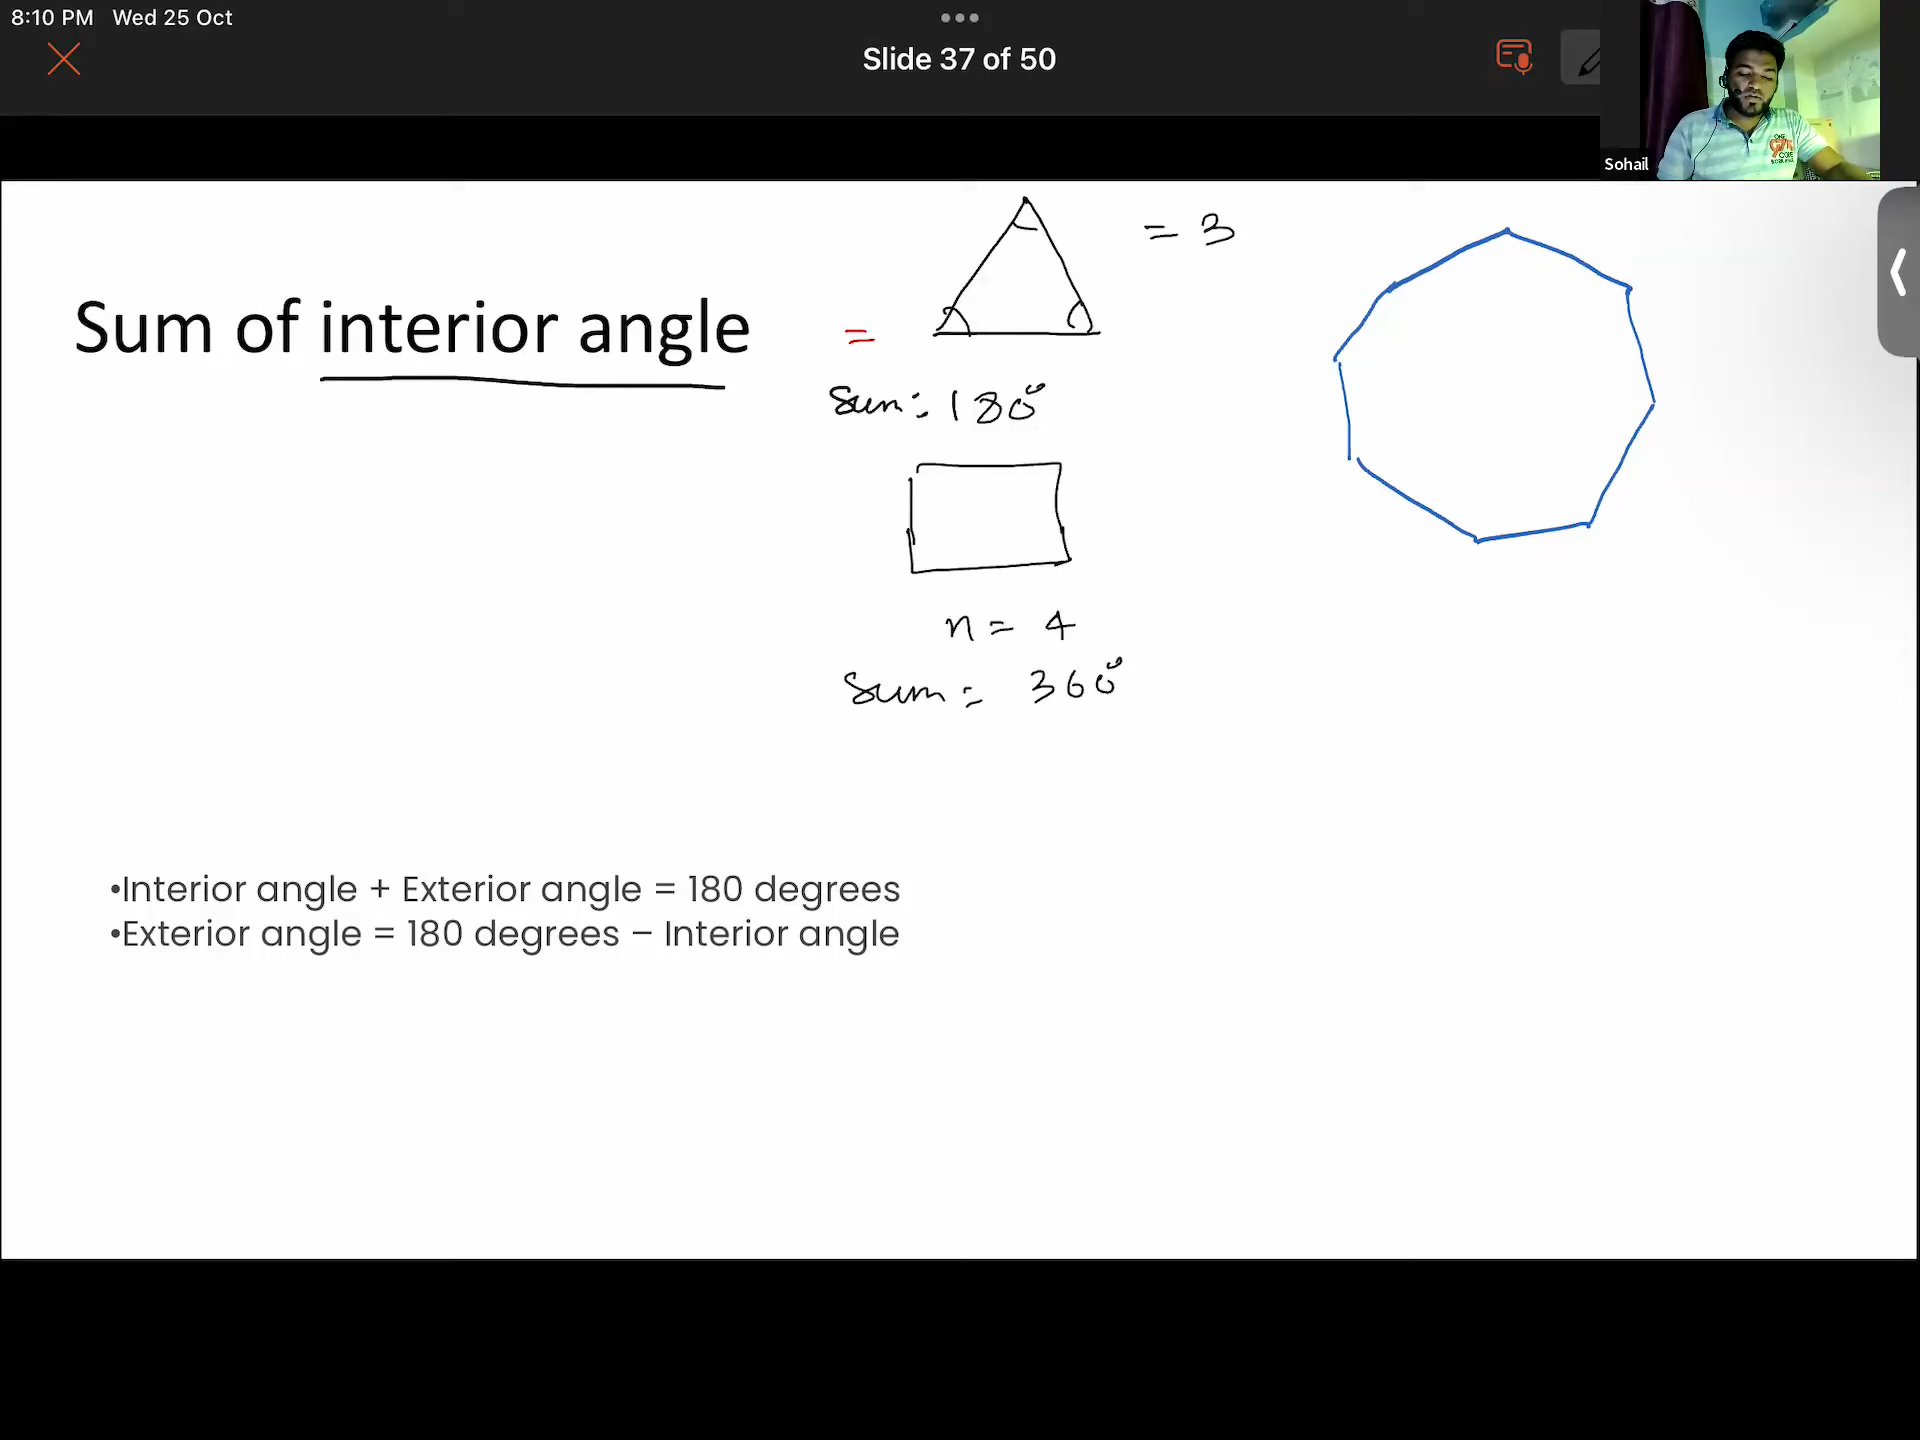 8:10 PM Wed 25 Oct
Slide 37 of 50
Sohail
= 3
Sum of interior angle
=
Sum = 180°
n = 4
Sum = 360°
•Interior angle + Exterior angle = 180 degrees
•Exterior angle = 180 degrees – Interior angle